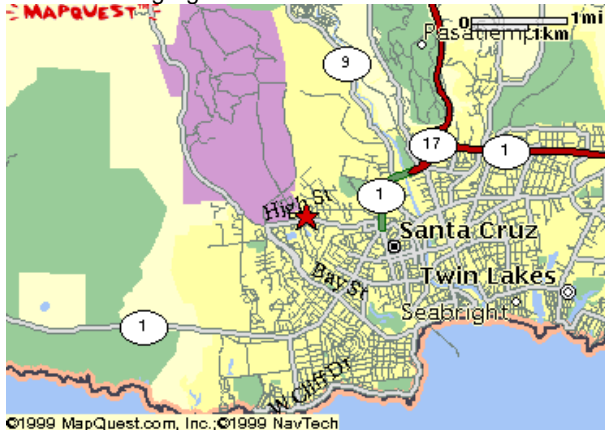 MAPQUEST™
0 1mi
1km
Pasatiempo
9
17
1
1
High St
Santa Cruz
Bay St
Twin Lakes
Seabright
1
W Cliff Dr
©1999 MapQuest.com, Inc.;©1999 NavTech